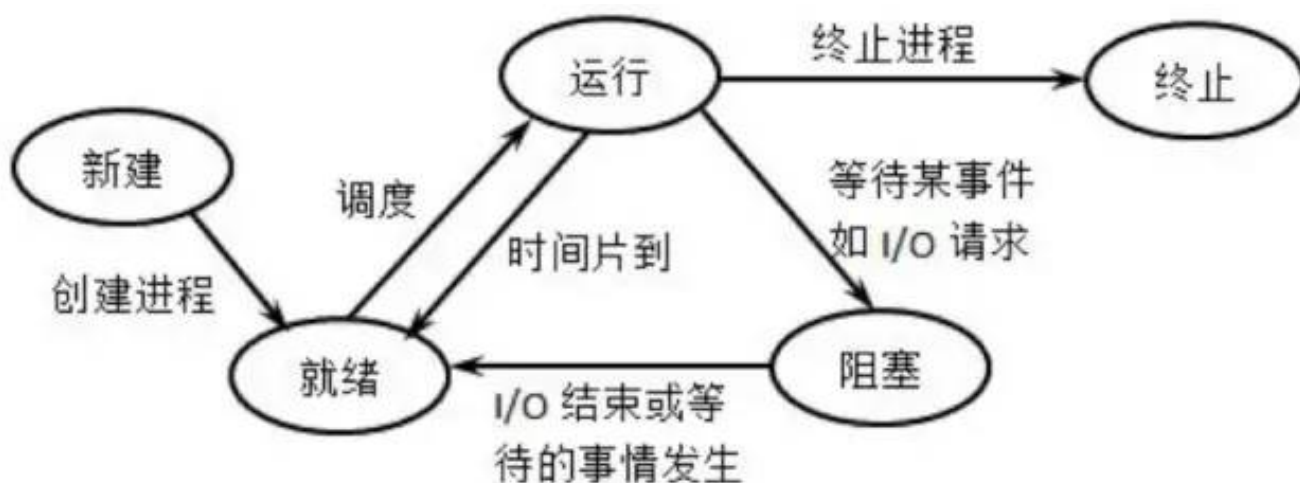 运行
终止进程
终止
新建
调度
等待某事件
如 I/O 请求
时间片到
创建进程
就绪
阻塞
I/O 结束或等
待的事情发生